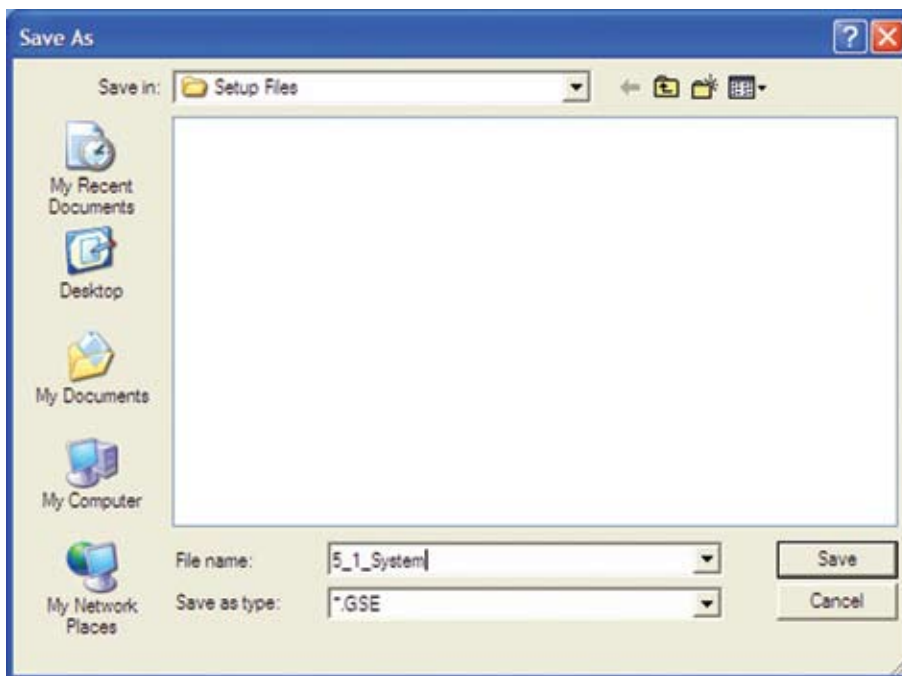 Save As
Save in:
Setup Files
My Recent
Documents
Desktop
My Documents
My Computer
My Network
Places
File name:
5_1_System
Save
Save as type:
*.GSE
Cancel